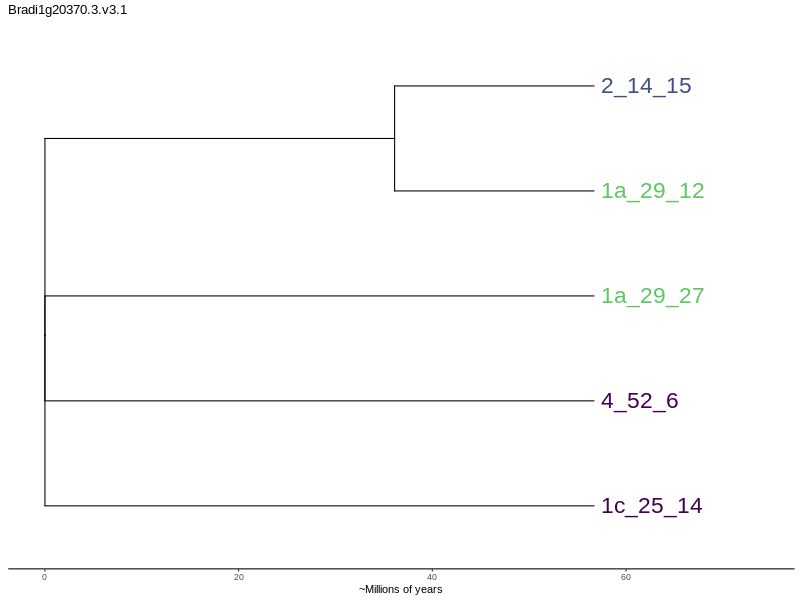 Bradi1g20370.3.v3.1
2_14_15
1a_29_12
1a_29_27
4_52_6
1c_25_14
0 20 40 60
~Millions of years